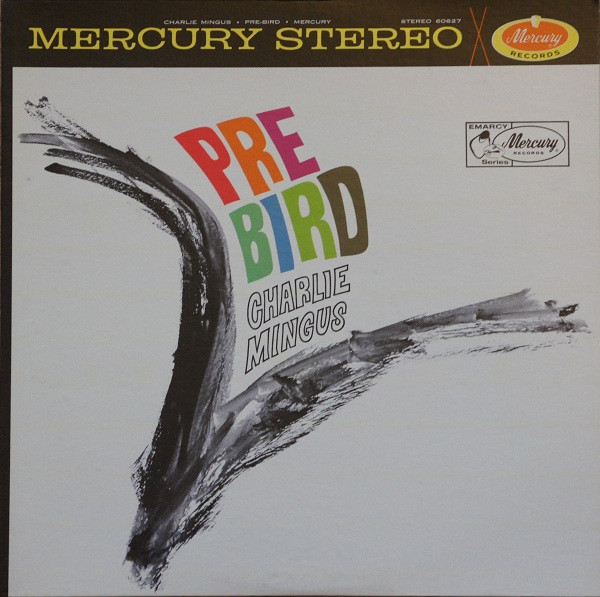 CHARLIE MINGUS • PRE-BIRD • MERCURY STEREO 60627
MERCURY STEREO
Mercury
RECORDS
EMARCY
Mercury
RECORDS
Series
PRE
BIRD
CHARLIE
MINGUS